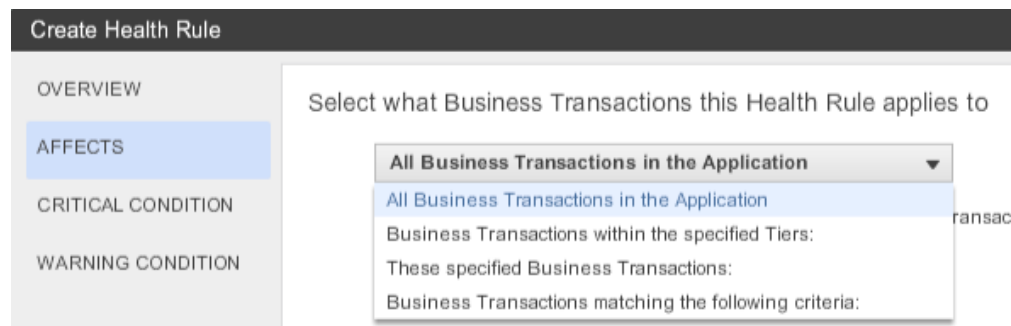 Create Health Rule
OVERVIEW
AFFECTS
CRITICAL CONDITION
WARNING CONDITION
Select what Business Transactions this Health Rule applies to
All Business Transactions in the Application
All Business Transactions in the Application
Business Transactions within the specified Tiers:
These specified Business Transactions:
Business Transactions matching the following criteria:
ransac